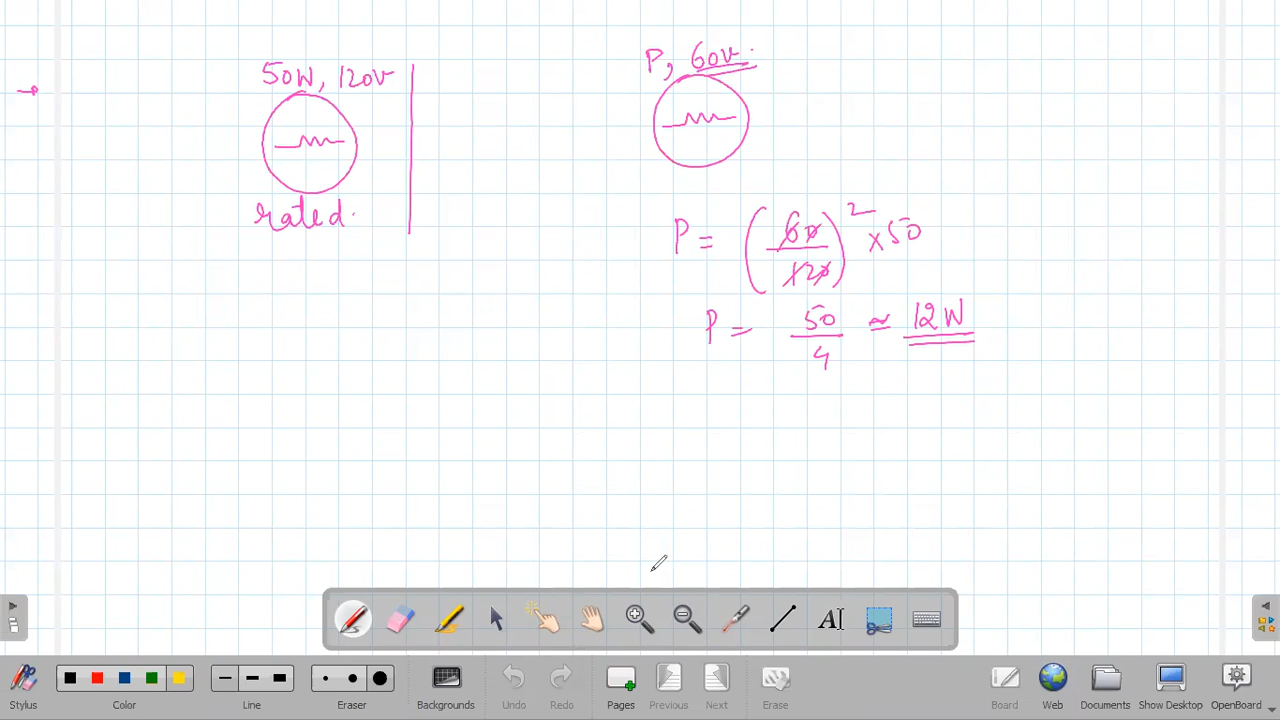 50W, 120V
rated.
P, 60V.
P = (60/120)² × 50
P = 50/4 ≃ 12W
Stylus
Color
Line
Eraser
Backgrounds
Undo
Redo
Pages
Previous
Next
Erase
Board
Web
Documents
Show Desktop
OpenBoard